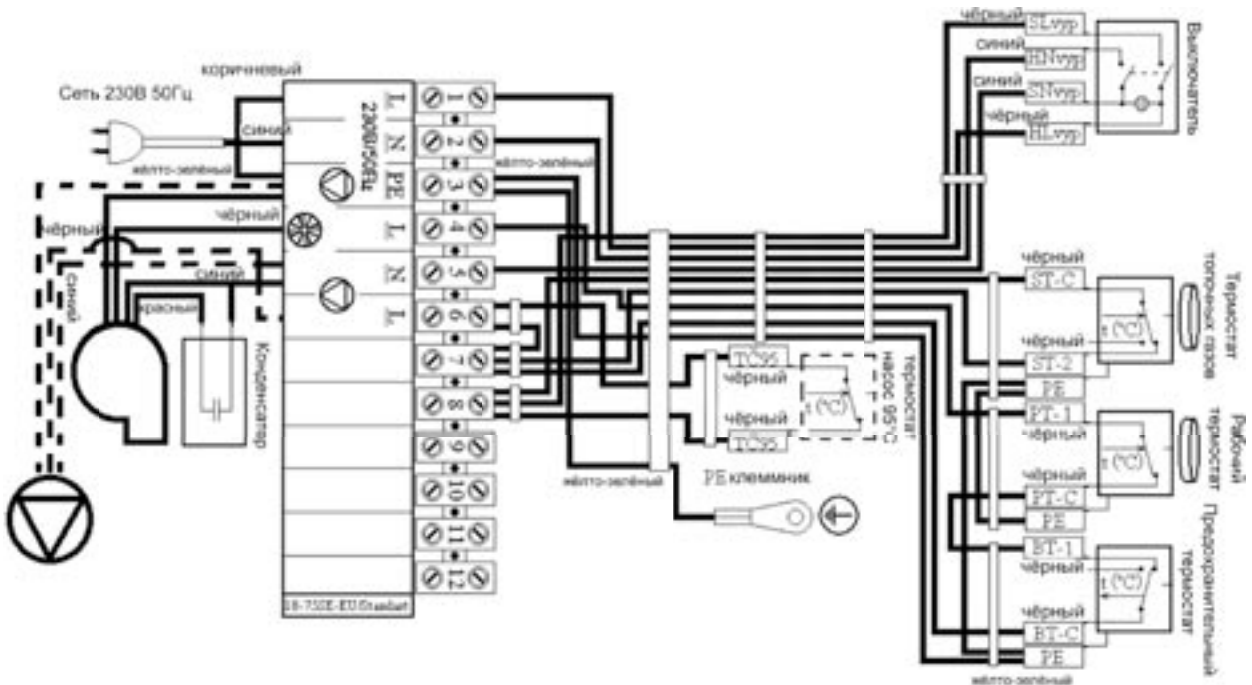 коричневый
Сеть 230В 50Гц
синий
жёлто-зелёный
чёрный
чёрный
синий
синий
красный
Конденсатер
230В/50Гц
L
N
PE
L
N
L
1
2
3
4
5
6
7
8
9
10
11
12
жёлто-зелёный
жёлто-зелёный
TC95
чёрный
чёрный
TC95
t (°C)
термостат
насос 95°C
PE клеммник
чёрный
SLvyp
синий
HNvyp
синий
SNvyp
чёрный
HLvyp
Выключатель
чёрный
ST-C
чёрный
ST-2
PE
t (°C)
Термостат
топочных газов
PT-1
чёрный
чёрный
PT-C
PE
t (°C)
Рабочий
термостат
BT-1
чёрный
чёрный
BT-C
PE
t (°C)
Предохранительный
термостат
жёлто-зелёный